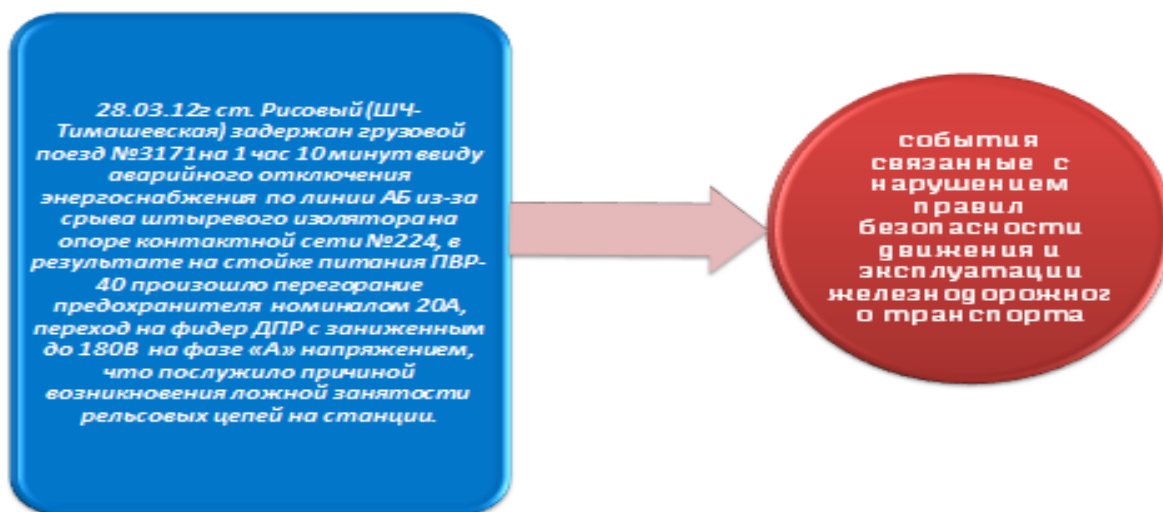 28.03.12г ст. Рисовый (ШЧ-
Тимашевская) задержан грузовой
поезд №3171 на 1 час 10 минут ввиду
аварийного отключения
энергоснабжения по линии АБ из-за
срыва штыревого изолятора на
опоре контактной сети №224, в
результате на стойке питания ПВР-
40 произошло перегорание
предохранителя номиналом 20А,
переход на фидер ДПР с заниженным
до 180В на фазе «А» напряжением,
что послужило причиной
возникновения ложной занятости
рельсовых цепей на станции.
события
связанные с
нарушением
правил
безопасности
движения и
эксплуатации
железнодорожног
о транспорта